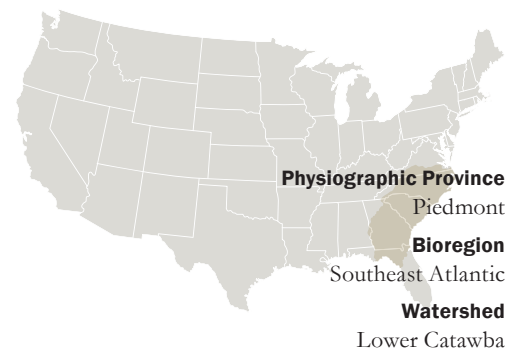 Physiographic Province
Piedmont
Bioregion
Southeast Atlantic
Watershed
Lower Catawba